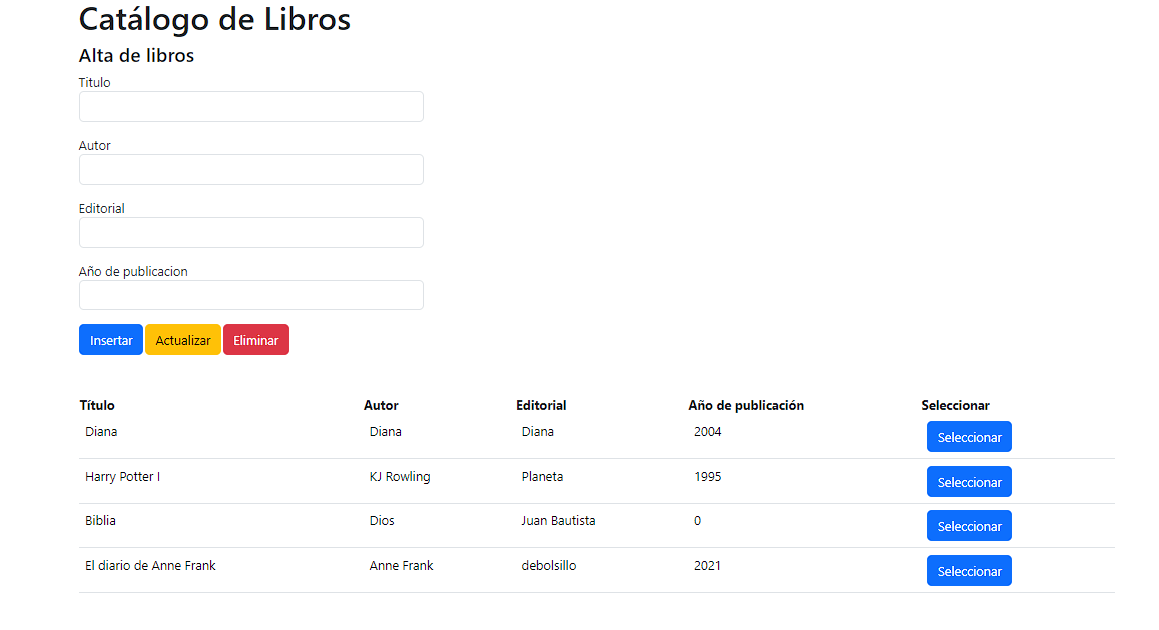 Catálogo de Libros
Alta de libros
Titulo
Autor
Editorial
Año de publicacion
Insertar Actualizar Eliminar
Título Autor Editorial Año de publicación Seleccionar
Diana Diana Diana 2004 Seleccionar
Harry Potter I KJ Rowling Planeta 1995 Seleccionar
Biblia Dios Juan Bautista 0 Seleccionar
El diario de Anne Frank Anne Frank debolsillo 2021 Seleccionar